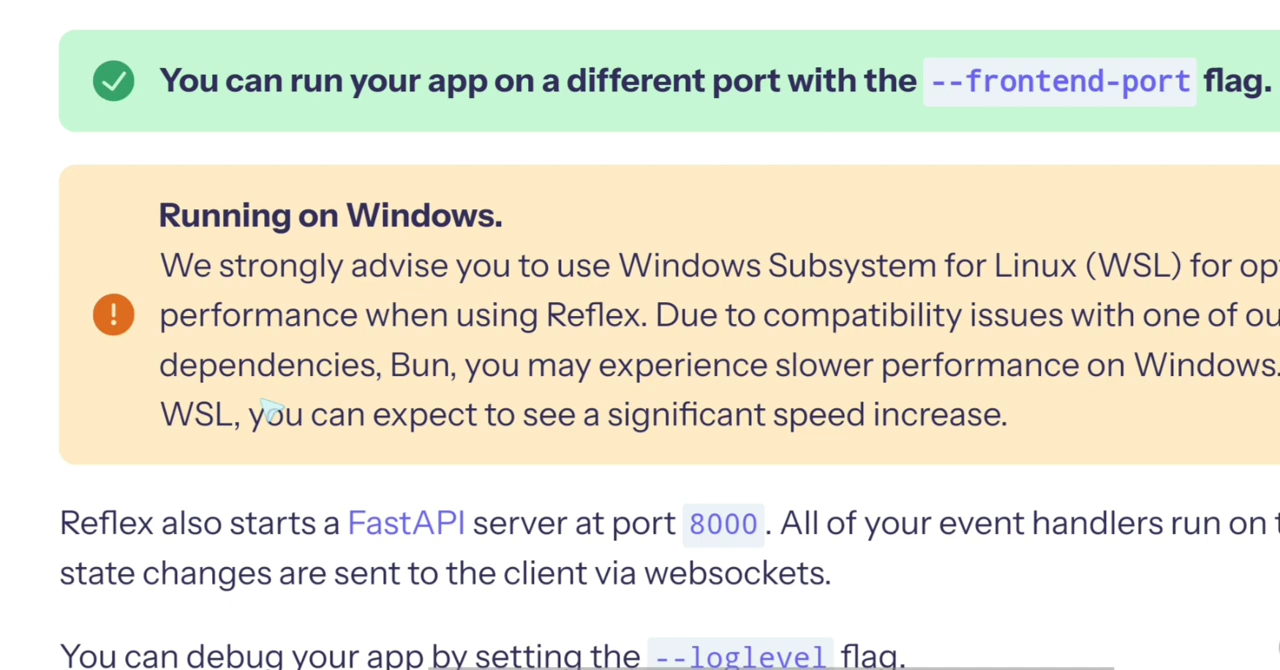 You can run your app on a different port with the --frontend-port flag.
Running on Windows.
We strongly advise you to use Windows Subsystem for Linux (WSL) for
performance when using Reflex. Due to compatibility issues with one of
dependencies, Bun, you may experience slower performance on Windows.
WSL, you can expect to see a significant speed increase.
Reflex also starts a FastAPI server at port 8000. All of your event handlers run on
state changes are sent to the client via websockets.
You can debug your app by setting the --loglevel flag.